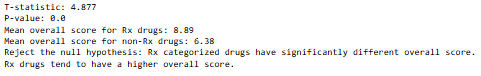 T-statistic: 4.877
P-value: 0.0
Mean overall score for Rx drugs: 8.89
Mean overall score for non-Rx drugs: 6.38
Reject the null hypothesis: Rx categorized drugs have significantly different overall score.
Rx drugs tend to have a higher overall score.